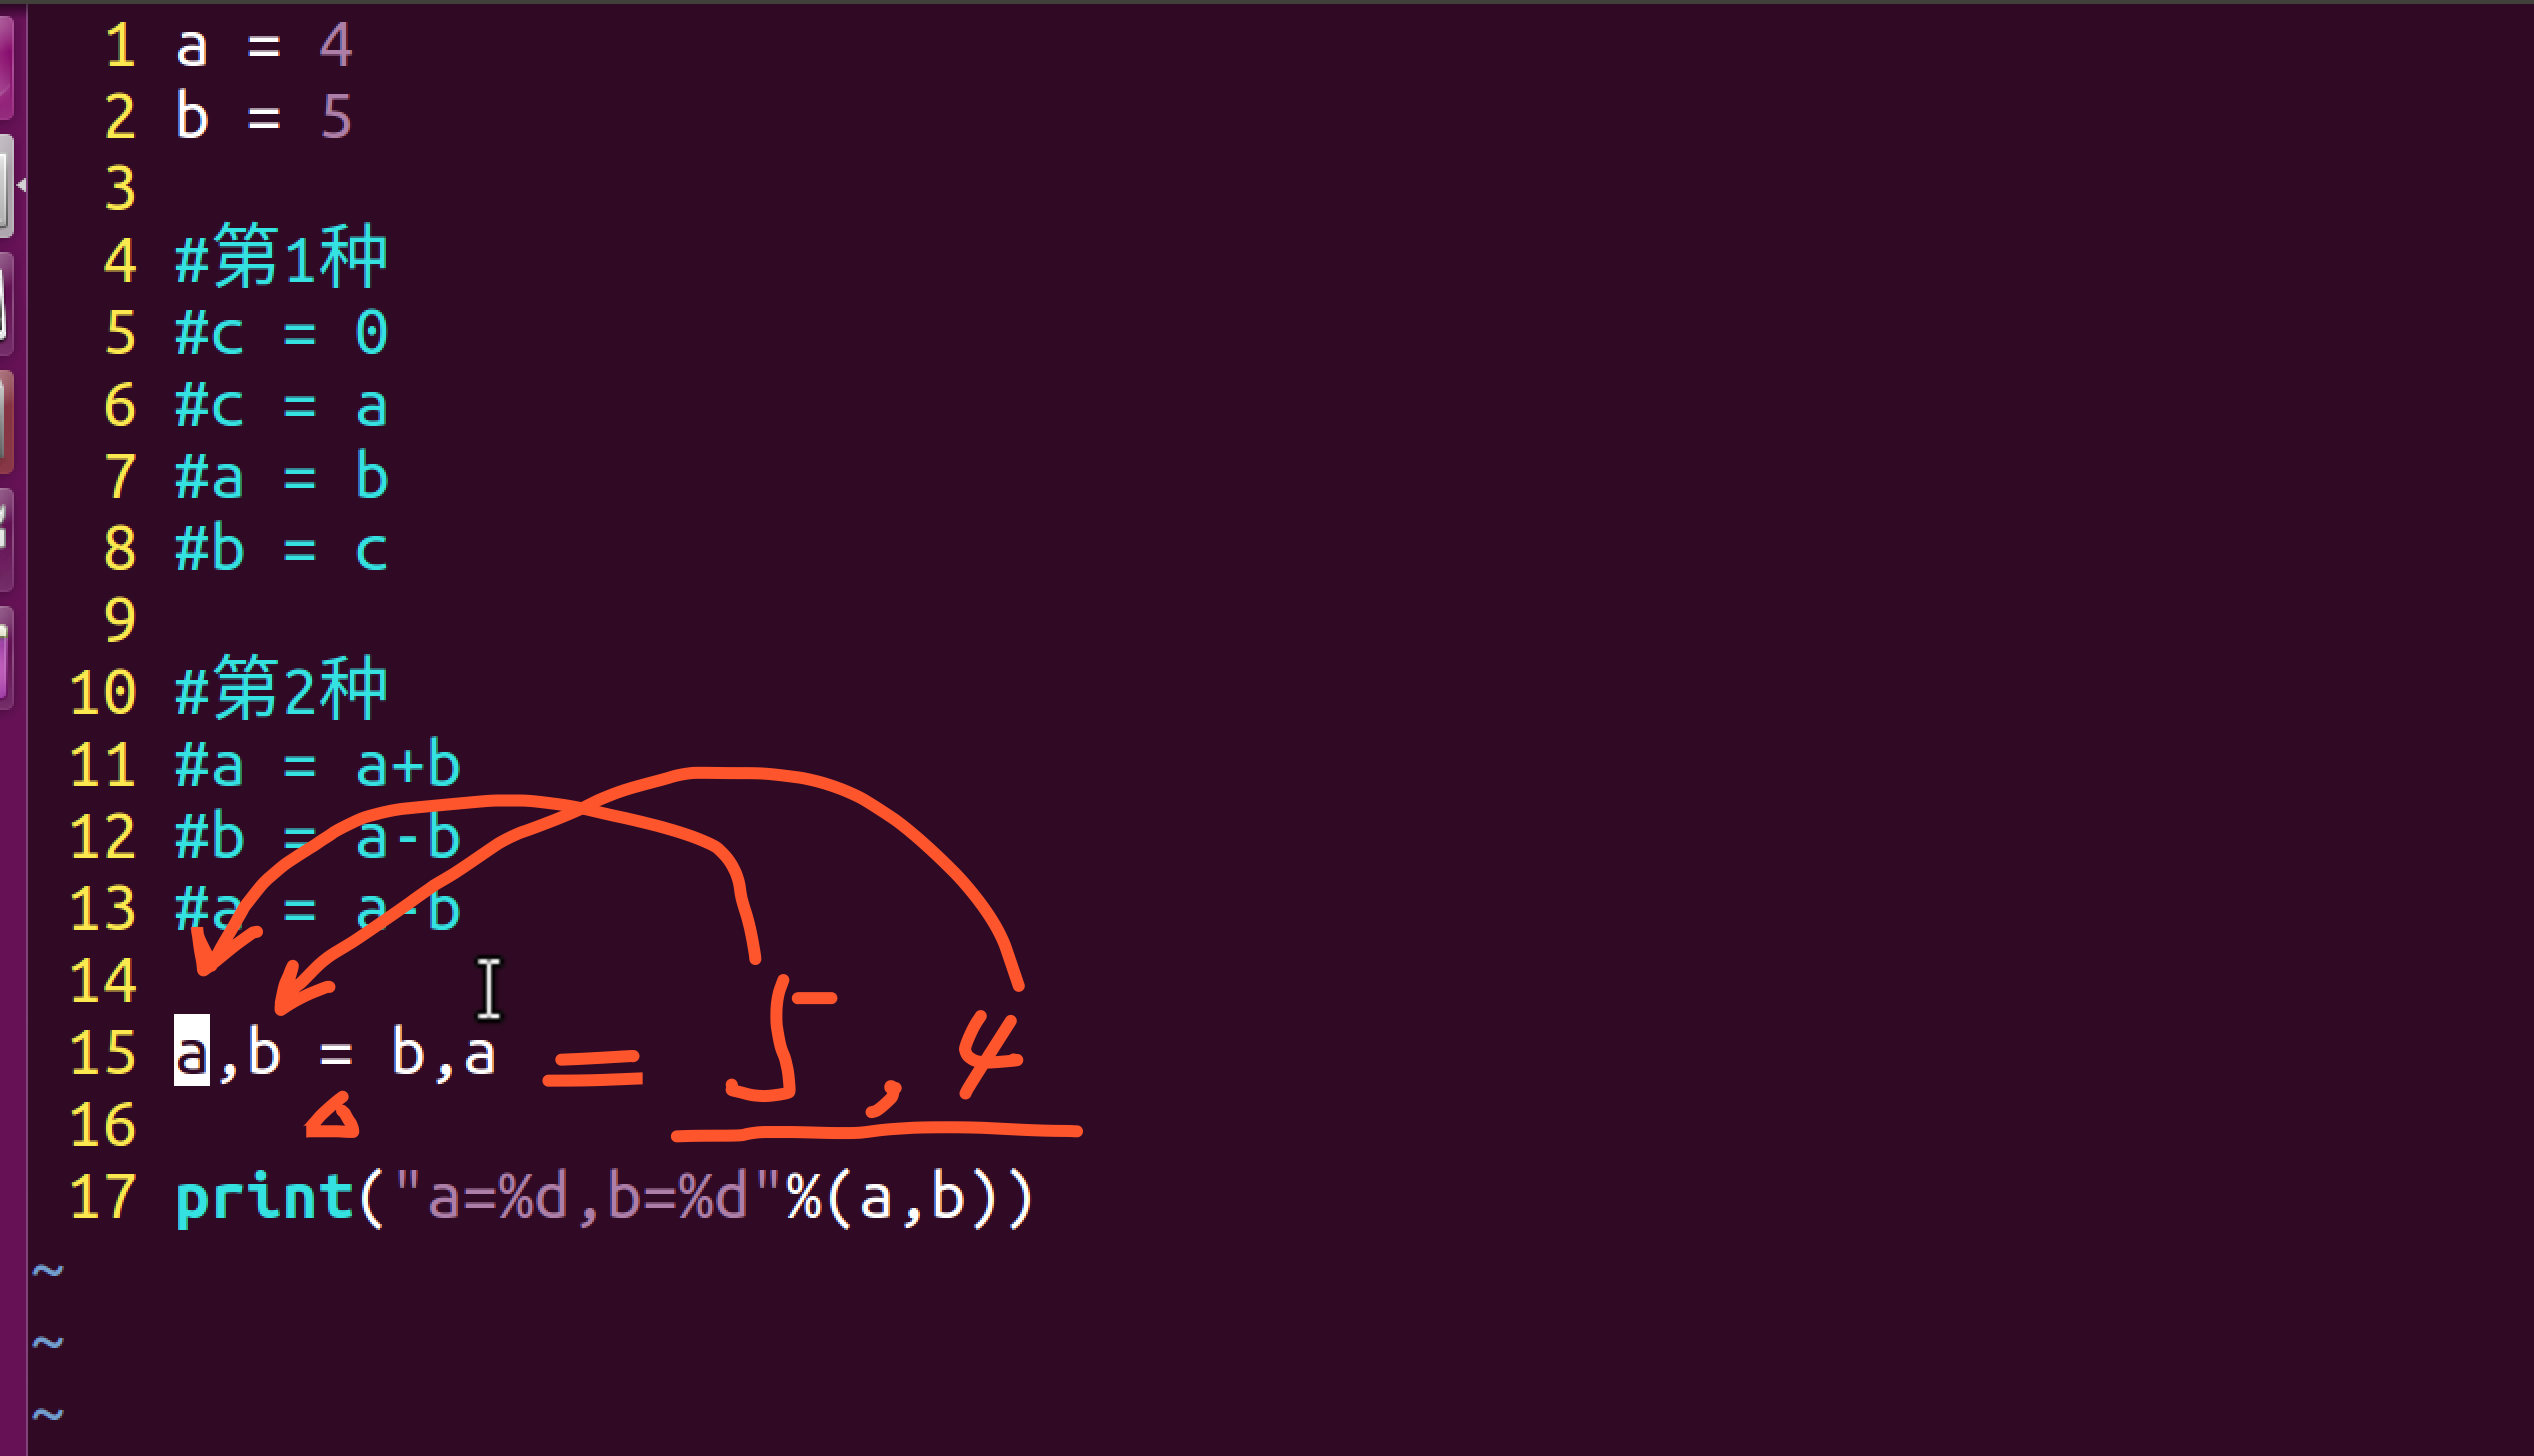 1 a = 4
2 b = 5
3
4 #第1种
5 #c = 0
6 #c = a
7 #a = b
8 #b = c
9
10 #第2种
11 #a = a+b
12 #b = a-b
13 #a = a-b
14
15 a,b = b,a = 5,4
16
17 print("a=%d,b=%d"%(a,b))
~
~
~